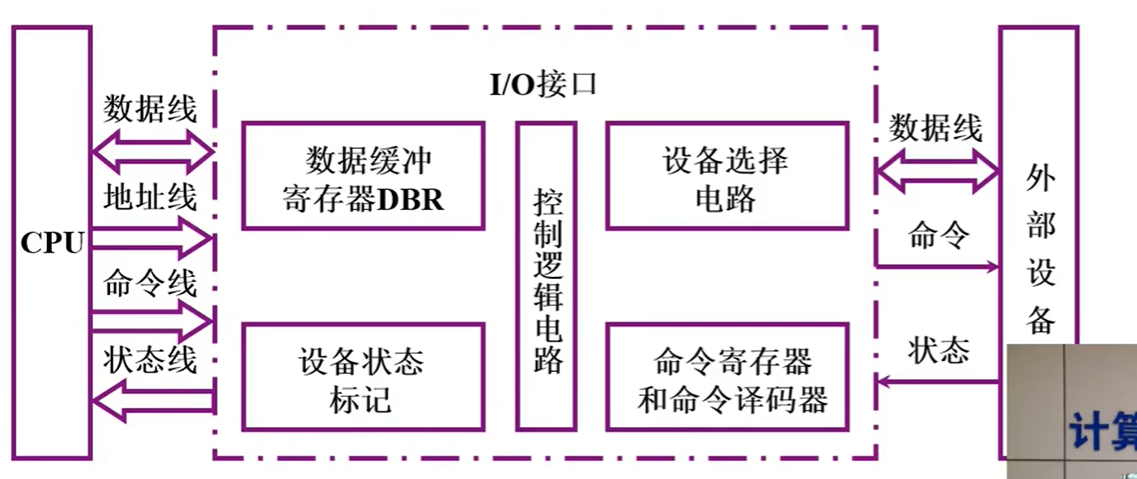 I/O接口
CPU
数据线
地址线
命令线
状态线
数据缓冲
寄存器DBR
设备状态
标记
控制逻辑电路
设备选择
电路
命令寄存器
和命令译码器
数据线
命令
状态
外部设备
计算